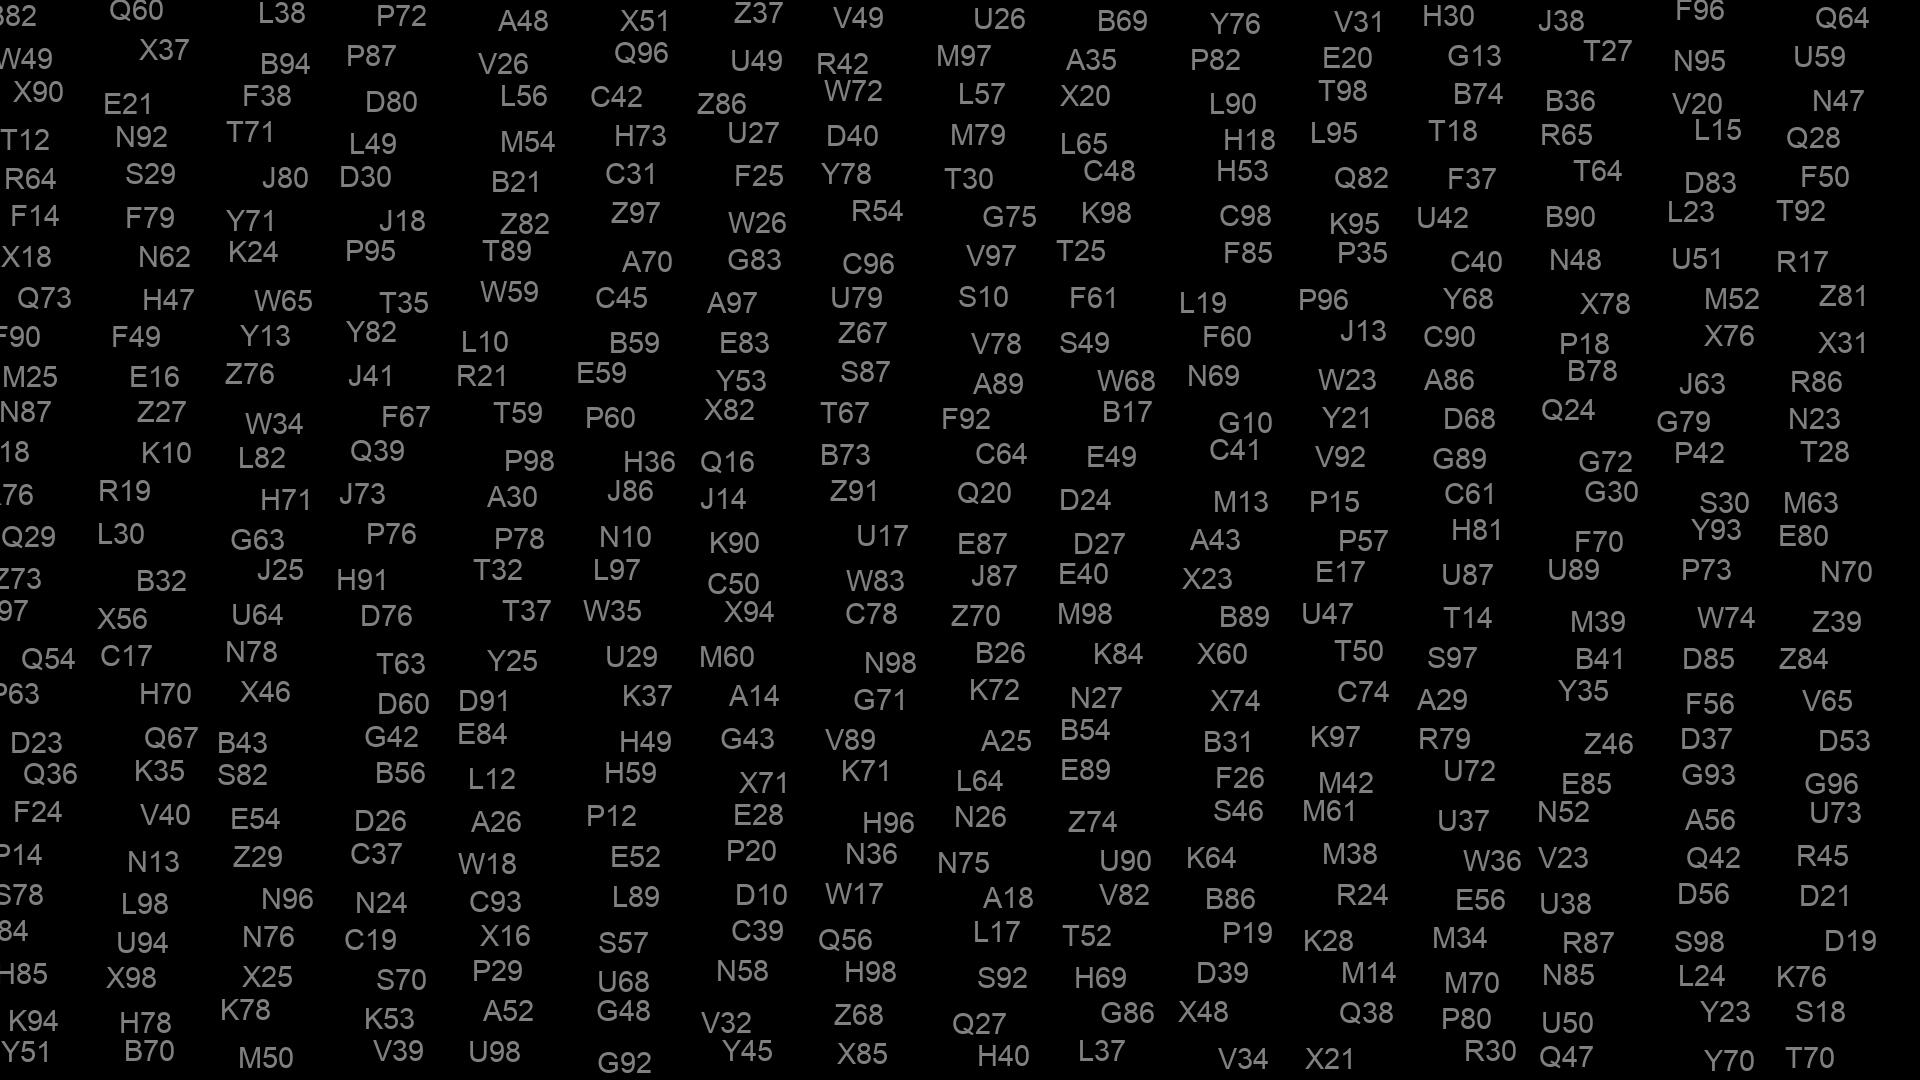 Q60 L38 P72 A48 X51 Z37 V49 U26 B69 Y76 V31 H30 J38 F96 Q64
W49 X37 B94 P87 V26 Q96 U49 R42 M97 A35 P82 E20 G13 T27 N95 U59
X90 E21 F38 D80 L56 C42 Z86 W72 L57 X20 L90 T98 B74 B36 V20 N47
T12 N92 T71 L49 M54 H73 U27 D40 M79 L65 H18 L95 T18 R65 L15 Q28
R64 S29 J80 D30 B21 C31 F25 Y78 T30 C48 H53 Q82 F37 T64 D83 F50
F14 F79 Y71 J18 Z82 Z97 W26 R54 G75 K98 C98 K95 U42 B90 L23 T92
X18 N62 K24 P95 T89 A70 G83 C96 V97 T25 F85 P35 C40 N48 U51 R17
Q73 H47 W65 T35 W59 C45 A97 U79 S10 F61 L19 P96 Y68 X78 M52 Z81
F90 F49 Y13 Y82 L10 B59 E83 Z67 V78 S49 F60 J13 C90 P18 X76 X31
M25 E16 Z76 J41 R21 E59 Y53 S87 A89 W68 N69 W23 A86 B78 J63 R86
N87 Z27 W34 F67 T59 P60 X82 T67 F92 B17 G10 Y21 D68 Q24 G79 N23
18 K10 L82 Q39 P98 H36 Q16 B73 C64 E49 C41 V92 G89 G72 P42 T28
76 R19 H71 J73 A30 J86 J14 Z91 Q20 D24 M13 P15 C61 G30 S30 M63
Q29 L30 G63 P76 P78 N10 K90 U17 E87 D27 A43 P57 H81 F70 Y93 E80
Z73 B32 J25 H91 T32 L97 C50 W83 J87 E40 X23 E17 U87 U89 P73 N70
97 X56 U64 D76 T37 W35 X94 C78 Z70 M98 B89 U47 T14 M39 W74 Z39
Q54 C17 N78 T63 Y25 U29 M60 N98 B26 K84 X60 T50 S97 B41 D85 Z84
P63 H70 X46 D60 D91 K37 A14 G71 K72 N27 X74 C74 A29 Y35 F56 V65
D23 Q67 B43 G42 E84 H49 G43 V89 A25 B54 B31 K97 R79 Z46 D37 D53
Q36 K35 S82 B56 L12 H59 X71 K71 L64 E89 F26 M42 U72 E85 G93 G96
F24 V40 E54 D26 A26 P12 E28 H96 N26 Z74 S46 M61 U37 N52 A56 U73
P14 N13 Z29 C37 W18 E52 P20 N36 N75 U90 K64 M38 W36 V23 Q42 R45
S78 L98 N96 N24 C93 L89 D10 W17 A18 V82 B86 R24 E56 U38 D56 D21
84 U94 N76 C19 X16 S57 C39 Q56 L17 T52 P19 K28 M34 R87 S98 D19
H85 X98 X25 S70 P29 U68 N58 H98 S92 H69 D39 M14 M70 N85 L24 K76
K94 H78 K78 K53 A52 G48 V32 Z68 Q27 G86 X48 Q38 P80 U50 Y23 S18
Y51 B70 M50 V39 U98 G92 Y45 X85 H40 L37 V34 X21 R30 Q47 Y70 T70